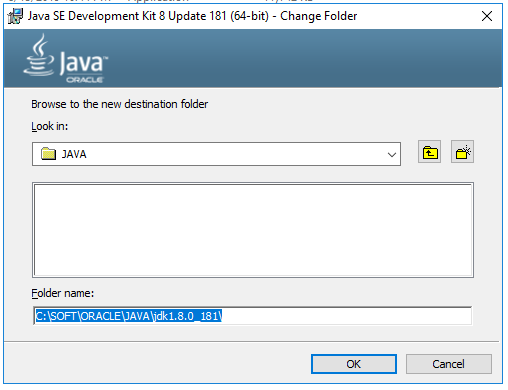 Java SE Development Kit 8 Update 181 (64-bit) - Change Folder
Java™
ORACLE
Browse to the new destination folder
Look in:
JAVA
Folder name:
C:\SOFT\ORACLE\JAVA\jdk1.8.0_181\
OK
Cancel